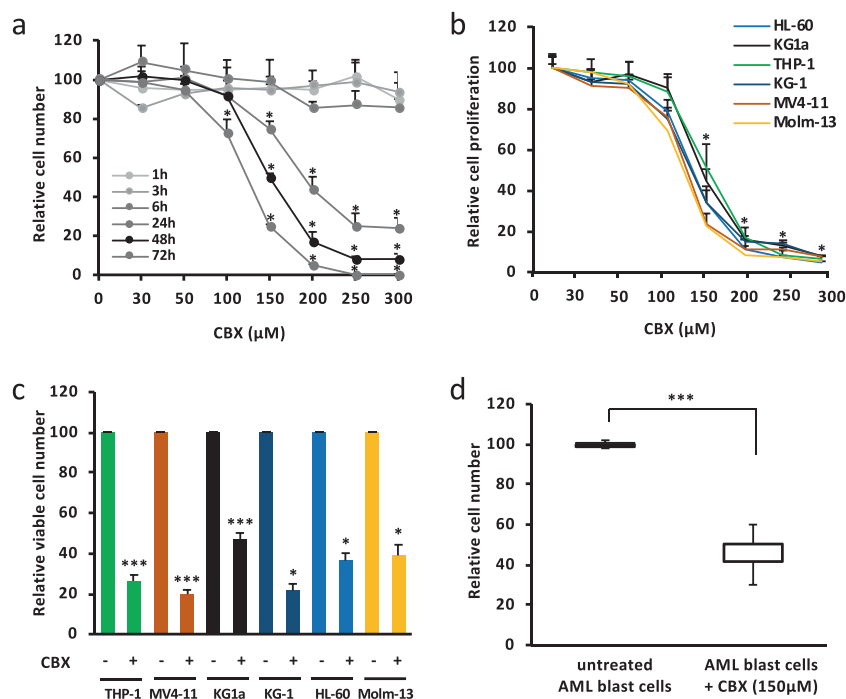 a
120
100
80
60
40
20
0
Relative cell number
1h
3h
6h
24h
48h
72h
* * * * * * * * * * * * *
0 30 50 100 150 200 250 300
CBX (µM)
b
120
100
80
60
40
20
0
Relative cell proliferation
HL-60
KG1a
THP-1
KG-1
MV4-11
Molm-13
* * * *
0 30 50 100 150 200 250 300
CBX (µM)
c
120
100
80
60
40
20
0
Relative viable cell number
*** *** *** * * *
CBX - + - + - + - + - + - +
THP-1 MV4-11 KG1a KG-1 HL-60 Molm-13
d
120
100
80
60
40
20
0
Relative cell number
***
untreated
AML blast cells
AML blast cells
+ CBX (150µM)